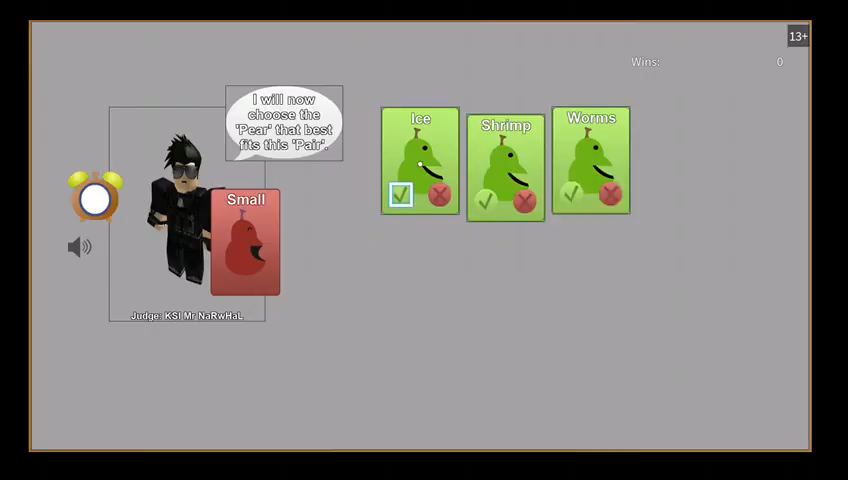 13+
Wins: 0
I will now
choose the
'Pear' that best
fits this 'Pair'.
Ice
Shrimp
Worms
Small
Judge: KSI Mr NaRwHaL